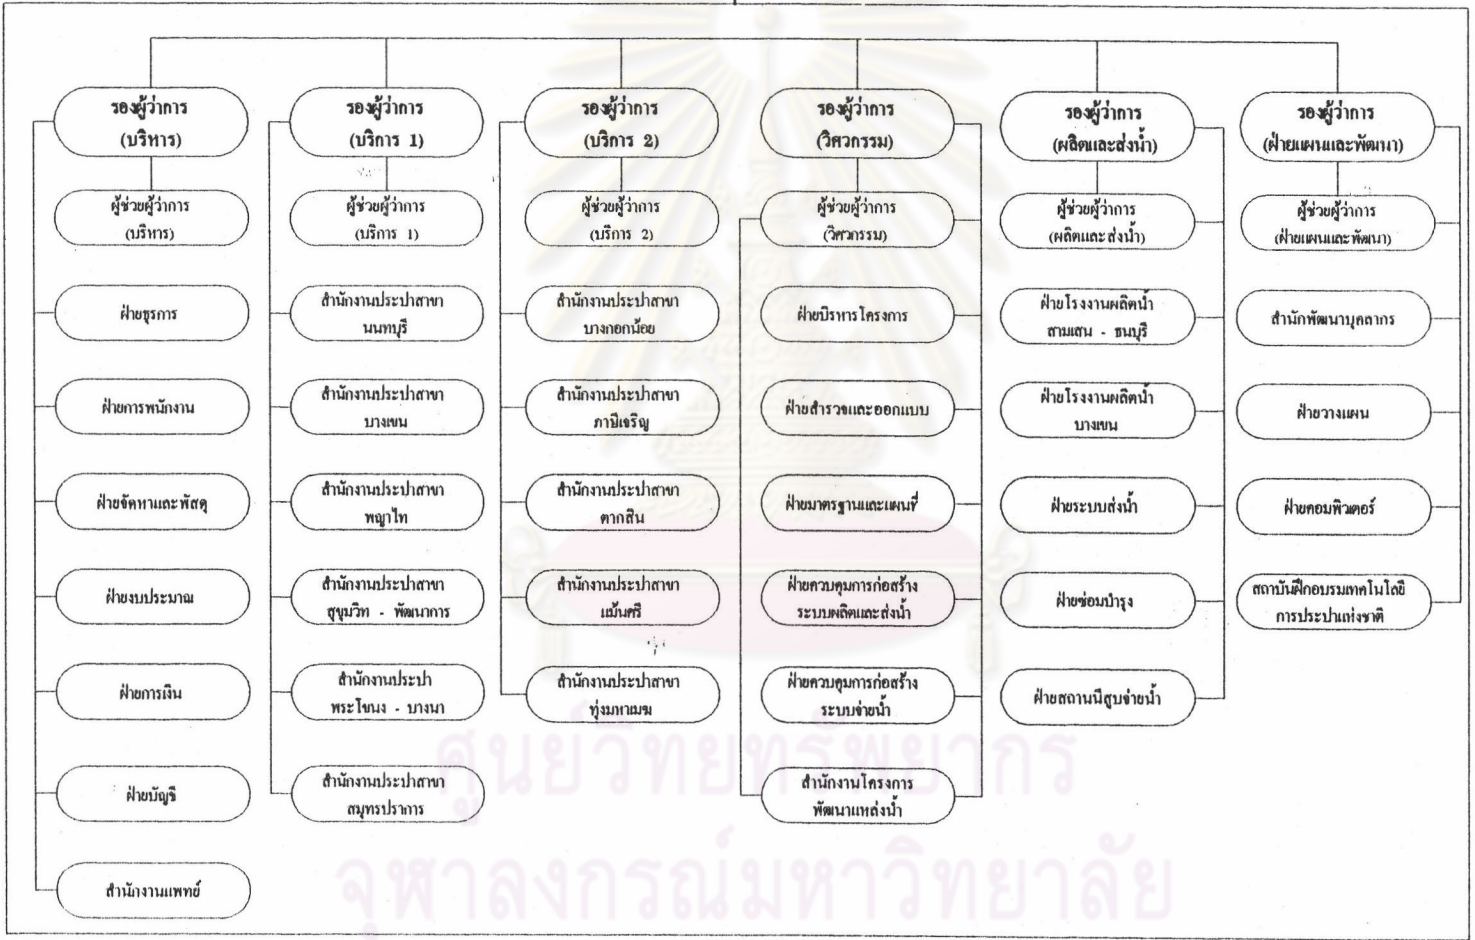 รองผู้ว่าการ
(บริหาร)
ผู้ช่วยผู้ว่าการ
(บริหาร)
ฝ่ายธุรการ
ฝ่ายการพนักงาน
ฝ่ายจัดหาและพัสดุ
ฝ่ายงบประมาณ
ฝ่ายการเงิน
ฝ่ายบัญชี
สำนักงานแพทย์
รองผู้ว่าการ
(บริการ 1)
ผู้ช่วยผู้ว่าการ
(บริการ 1)
สำนักงานประปาสาขา
นนทบุรี
สำนักงานประปาสาขา
บางเขน
สำนักงานประปาสาขา
พญาไท
สำนักงานประปาสาขา
สุขุมวิท - พัฒนาการ
สำนักงานประปา
พระโขนง - บางนา
สำนักงานประปาสาขา
สมุทรปราการ
รองผู้ว่าการ
(บริการ 2)
ผู้ช่วยผู้ว่าการ
(บริการ 2)
สำนักงานประปาสาขา
บางกอกน้อย
สำนักงานประปาสาขา
ภาษีเจริญ
สำนักงานประปาสาขา
ตากสิน
สำนักงานประปาสาขา
แม้นศรี
สำนักงานประปาสาขา
ทุ่งมหาเมฆ
รองผู้ว่าการ
(วิศวกรรม)
ผู้ช่วยผู้ว่าการ
(วิศวกรรม)
ฝ่ายบริหารโครงการ
ฝ่ายสำรวจและออกแบบ
ฝ่ายมาตรฐานและแผนที่
ฝ่ายควบคุมการก่อสร้าง
ระบบผลิตและส่งน้ำ
ฝ่ายควบคุมการก่อสร้าง
ระบบจ่ายน้ำ
สำนักงานโครงการ
พัฒนาแหล่งน้ำ
รองผู้ว่าการ
(ผลิตและส่งน้ำ)
ผู้ช่วยผู้ว่าการ
(ผลิตและส่งน้ำ)
ฝ่ายโรงงานผลิตน้ำ
สามเสน - ธนบุรี
ฝ่ายโรงงานผลิตน้ำ
บางเขน
ฝ่ายระบบส่งน้ำ
ฝ่ายซ่อมบำรุง
ฝ่ายสถานนีสูบจ่ายน้ำ
รองผู้ว่าการ
(ฝ่ายแผนและพัฒนา)
ผู้ช่วยผู้ว่าการ
(ฝ่ายแผนและพัฒนา)
สำนักพัฒนาบุคลากร
ฝ่ายวางแผน
ฝ่ายคอมพิวเตอร์
สถาบันฝึกอบรมเทคโนโลยี
การประปาแห่งชาติ
ศูนย์วิทยทรัพยากร
จุฬาลงกรณ์มหาวิทยาลัย